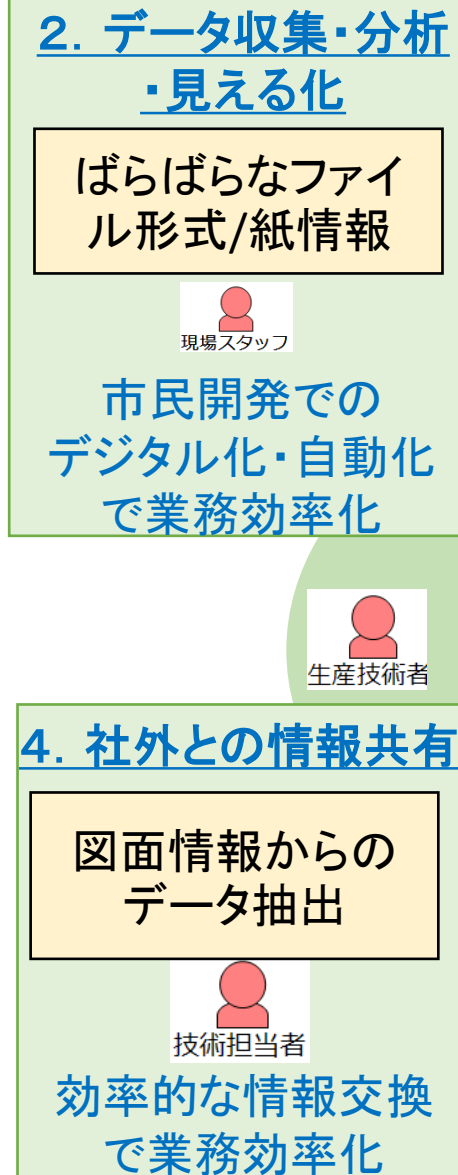 2. データ収集・分析
・見える化
ばらばらなファイ
ル形式/紙情報
現場スタッフ
市民開発での
デジタル化・自動化
で業務効率化
生産技術者
4. 社外との情報共有
図面情報からの
データ抽出
技術担当者
効率的な情報交換
で業務効率化